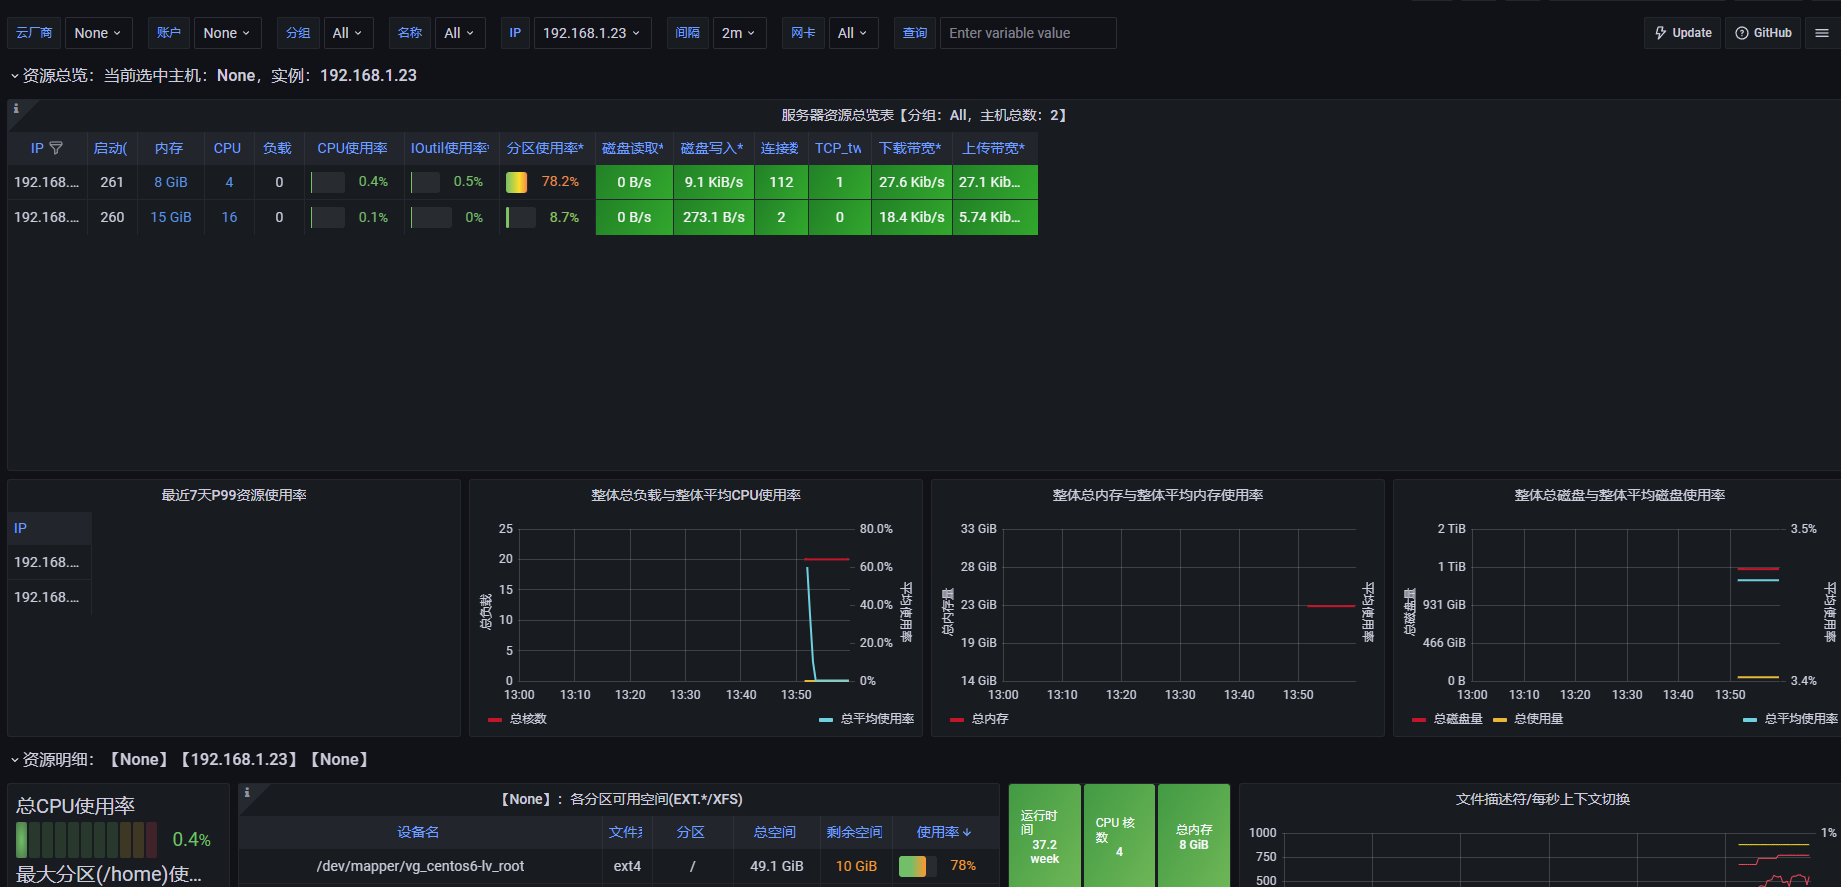 云厂商 None 账户 None 分组 All 名称 All IP 192.168.1.23 间隔 2m 网卡 All 查询 Enter variable value Update GitHub
资源总览：当前选中主机：None，实例：192.168.1.23
服务器资源总览表【分组：All，主机总数：2】
IP 启动( 内存 CPU 负载 CPU使用率 IOutil使用率* 分区使用率* 磁盘读取* 磁盘写入* 连接数 TCP_tw 下载带宽* 上传带宽*
192.168.... 261 8 GiB 4 0 0.4% 0.5% 78.2% 0 B/s 9.1 KiB/s 112 1 27.6 Kib/s 27.1 Kib...
192.168.... 260 15 GiB 16 0 0.1% 0% 8.7% 0 B/s 273.1 B/s 2 0 18.4 Kib/s 5.74 Kib...
最近7天P99资源使用率
IP
192.168....
192.168....
整体总负载与整体平均CPU使用率
25
20
15
10
5
0
80.0%
60.0%
40.0%
20.0%
0%
总负载
整体平均使用率
13:00 13:10 13:20 13:30 13:40 13:50
总核数 总平均使用率
整体总内存与整体平均内存使用率
33 GiB
28 GiB
23 GiB
19 GiB
14 GiB
总内存量
整体平均使用率
13:00 13:10 13:20 13:30 13:40 13:50
总内存
整体总磁盘与整体平均磁盘使用率
2 TiB
1 TiB
931 GiB
466 GiB
0 B
3.5%
3.4%
总磁盘量
整体平均使用率
13:00 13:10 13:20 13:30 13:40 13:50
总磁盘量 总使用量 总平均使用率
资源明细：【None】【192.168.1.23】【None】
总CPU使用率
0.4%
最大分区(/home)使...
【None】：各分区可用空间(EXT.*/XFS)
设备名 文件系 分区 总空间 剩余空间 使用率
/dev/mapper/vg_centos6-lv_root ext4 / 49.1 GiB 10 GiB 78%
运行时间
37.2
week
CPU 核数
4
总内存
8 GiB
文件描述符/每秒上下文切换
1000
750
500
1%